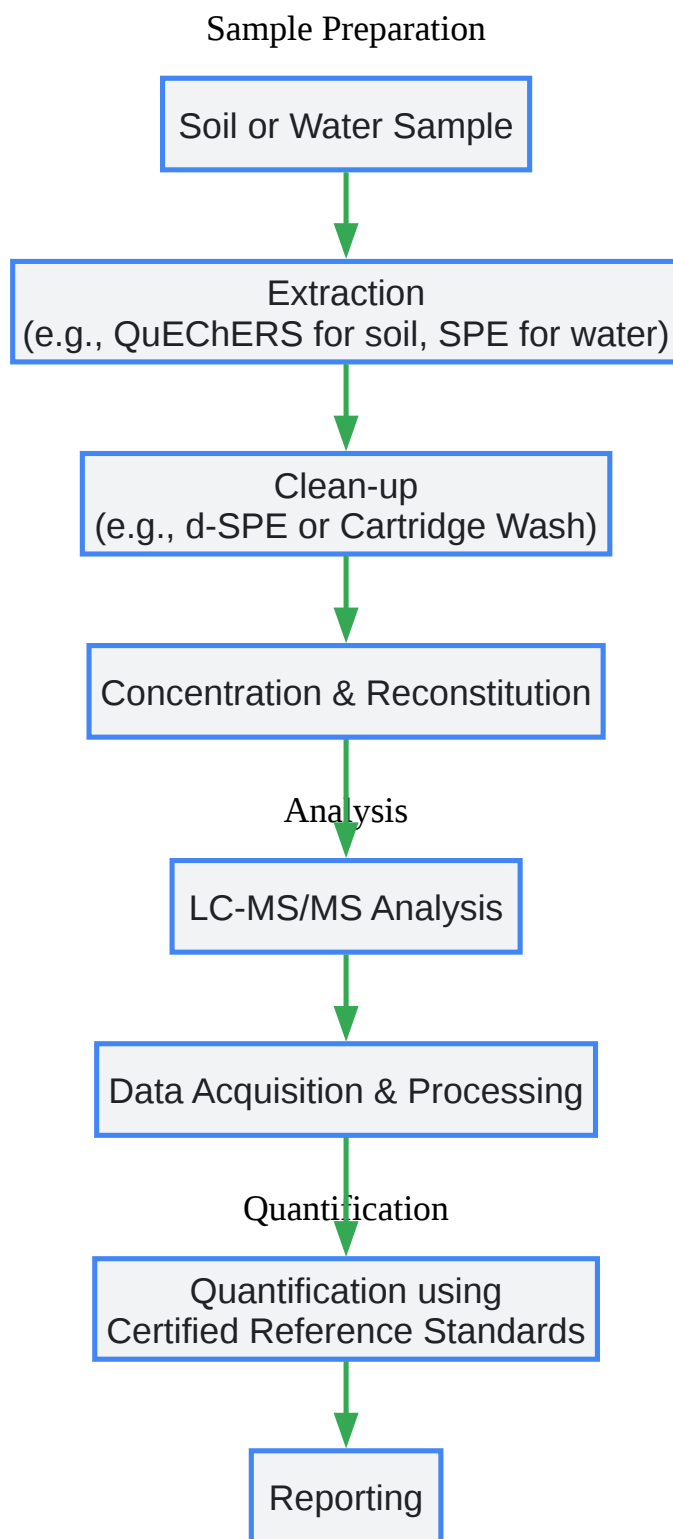 Sample Preparation
Soil or Water Sample
Extraction
(e.g., QuEChERS for soil, SPE for water)
Clean-up
(e.g., d-SPE or Cartridge Wash)
Concentration & Reconstitution
Analysis
LC-MS/MS Analysis
Data Acquisition & Processing
Quantification
Quantification using
Certified Reference Standards
Reporting